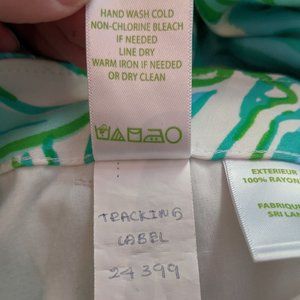 HAND WASH COLD
NON-CHLORINE BLEACH
IF NEEDED
LINE DRY
WARM IRON IF NEEDED
OR DRY CLEAN
TRACKING
LABEL
24399
EXTERIEUR
100% RAYON
FABRIQU
SRI LAN